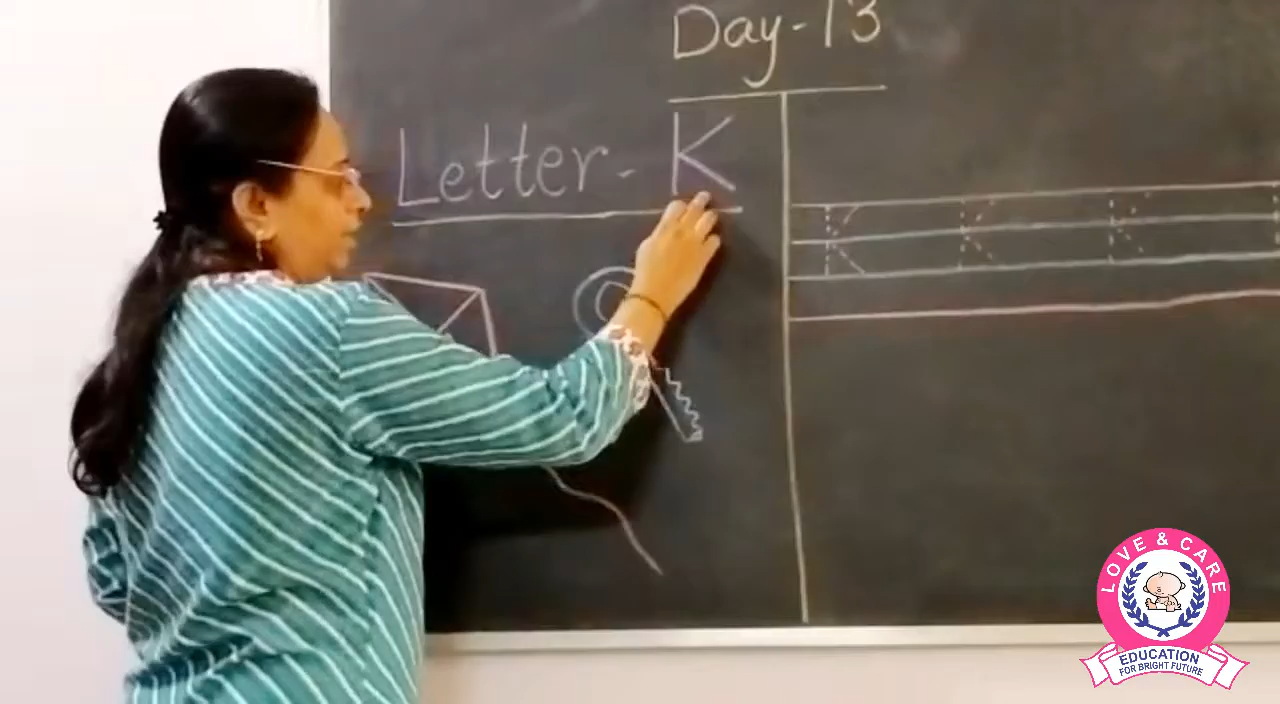 Day-13
Letter - K
K K K
LOVE & CARE
EDUCATION
FOR BRIGHT FUTURE